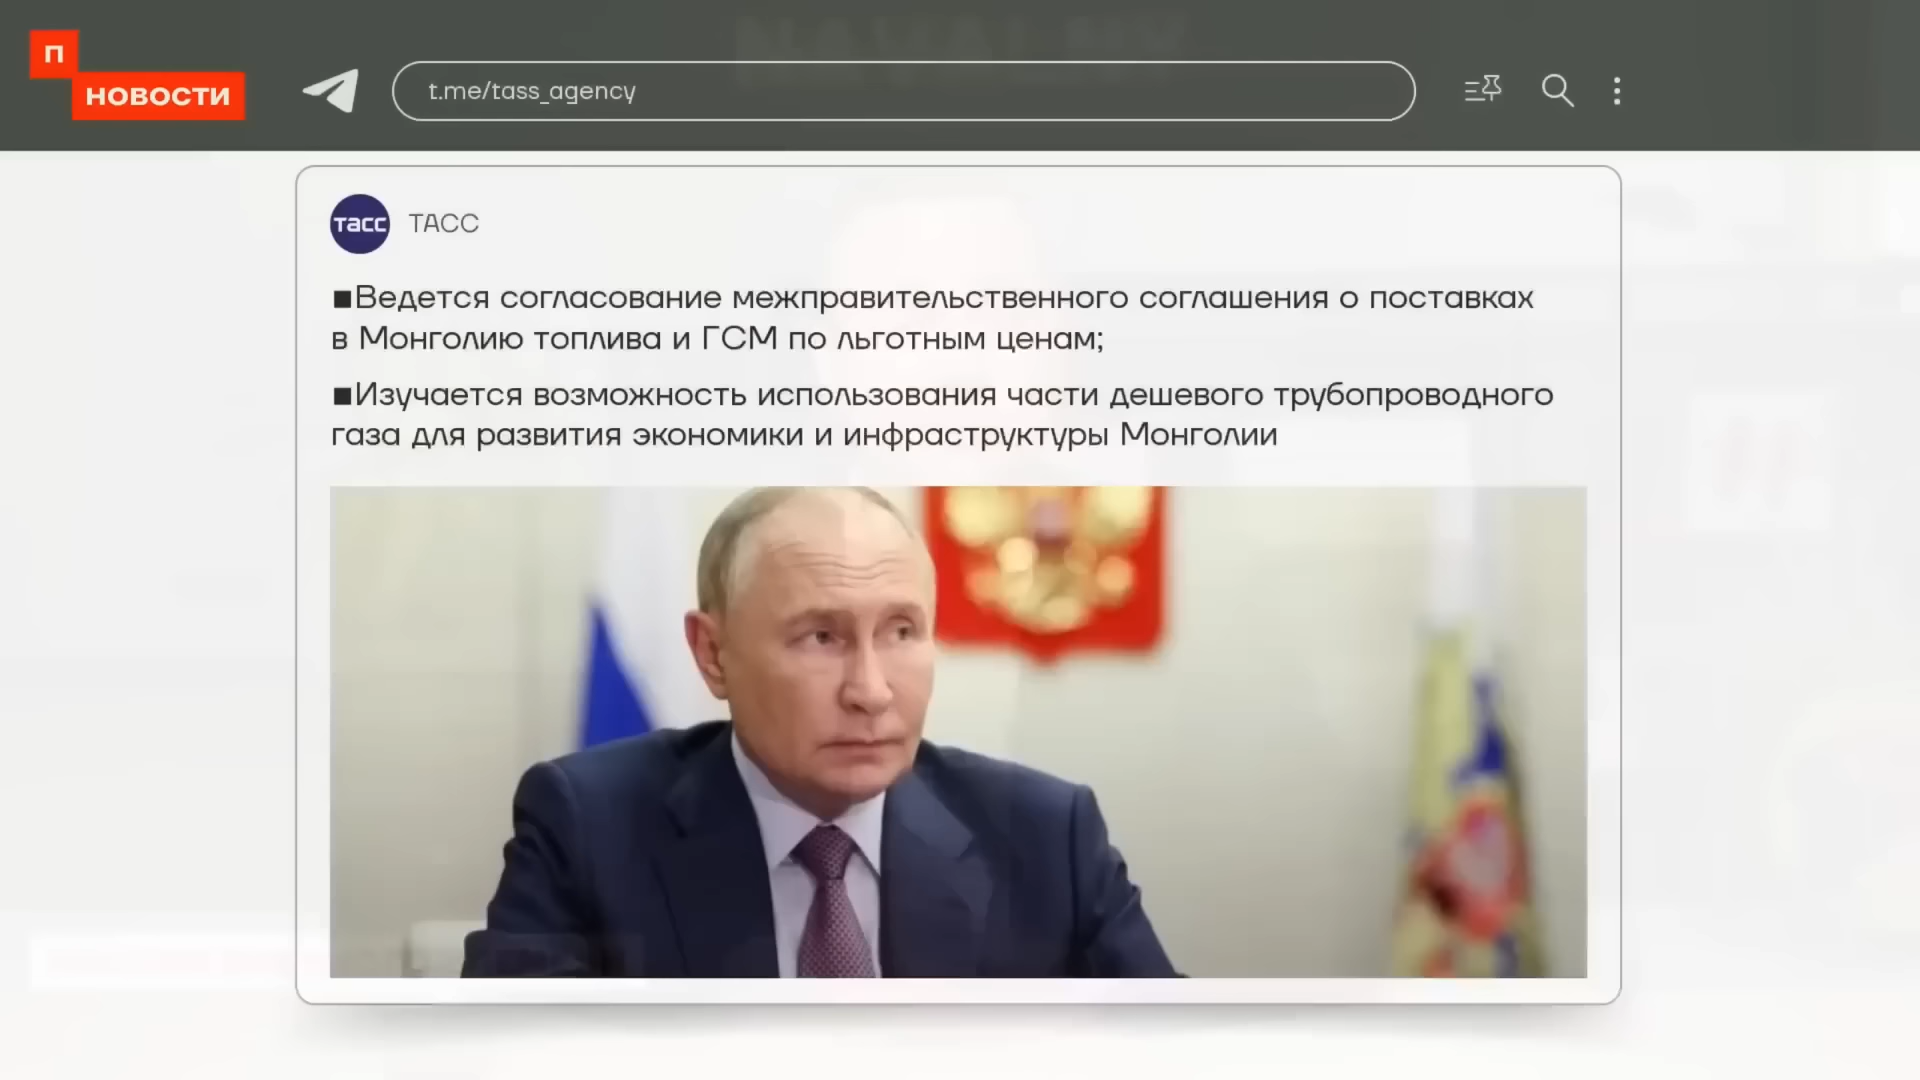 П
НОВОСТИ
t.me/tass_agency
тасс
ТАСС
■Ведется согласование межправительственного соглашения о поставках
в Монголию топлива и ГСМ по льготным ценам;
■Изучается возможность использования части дешевого трубопроводного
газа для развития экономики и инфраструктуры Монголии